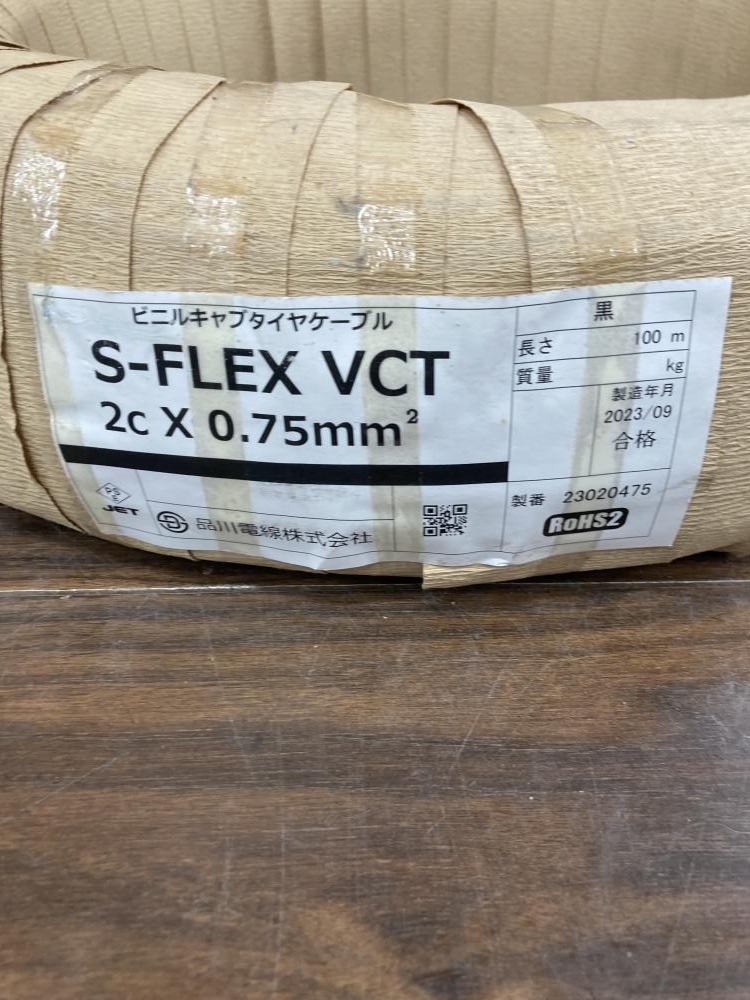 ビニルキャブタイヤケーブル
S-FLEX VCT
2c X 0.75mm²
PS
E
JET
品川電線株式会社
黒
長さ 100 m
質量 kg
製造年月
2023/09
合格
製番 23020475
RoHS2